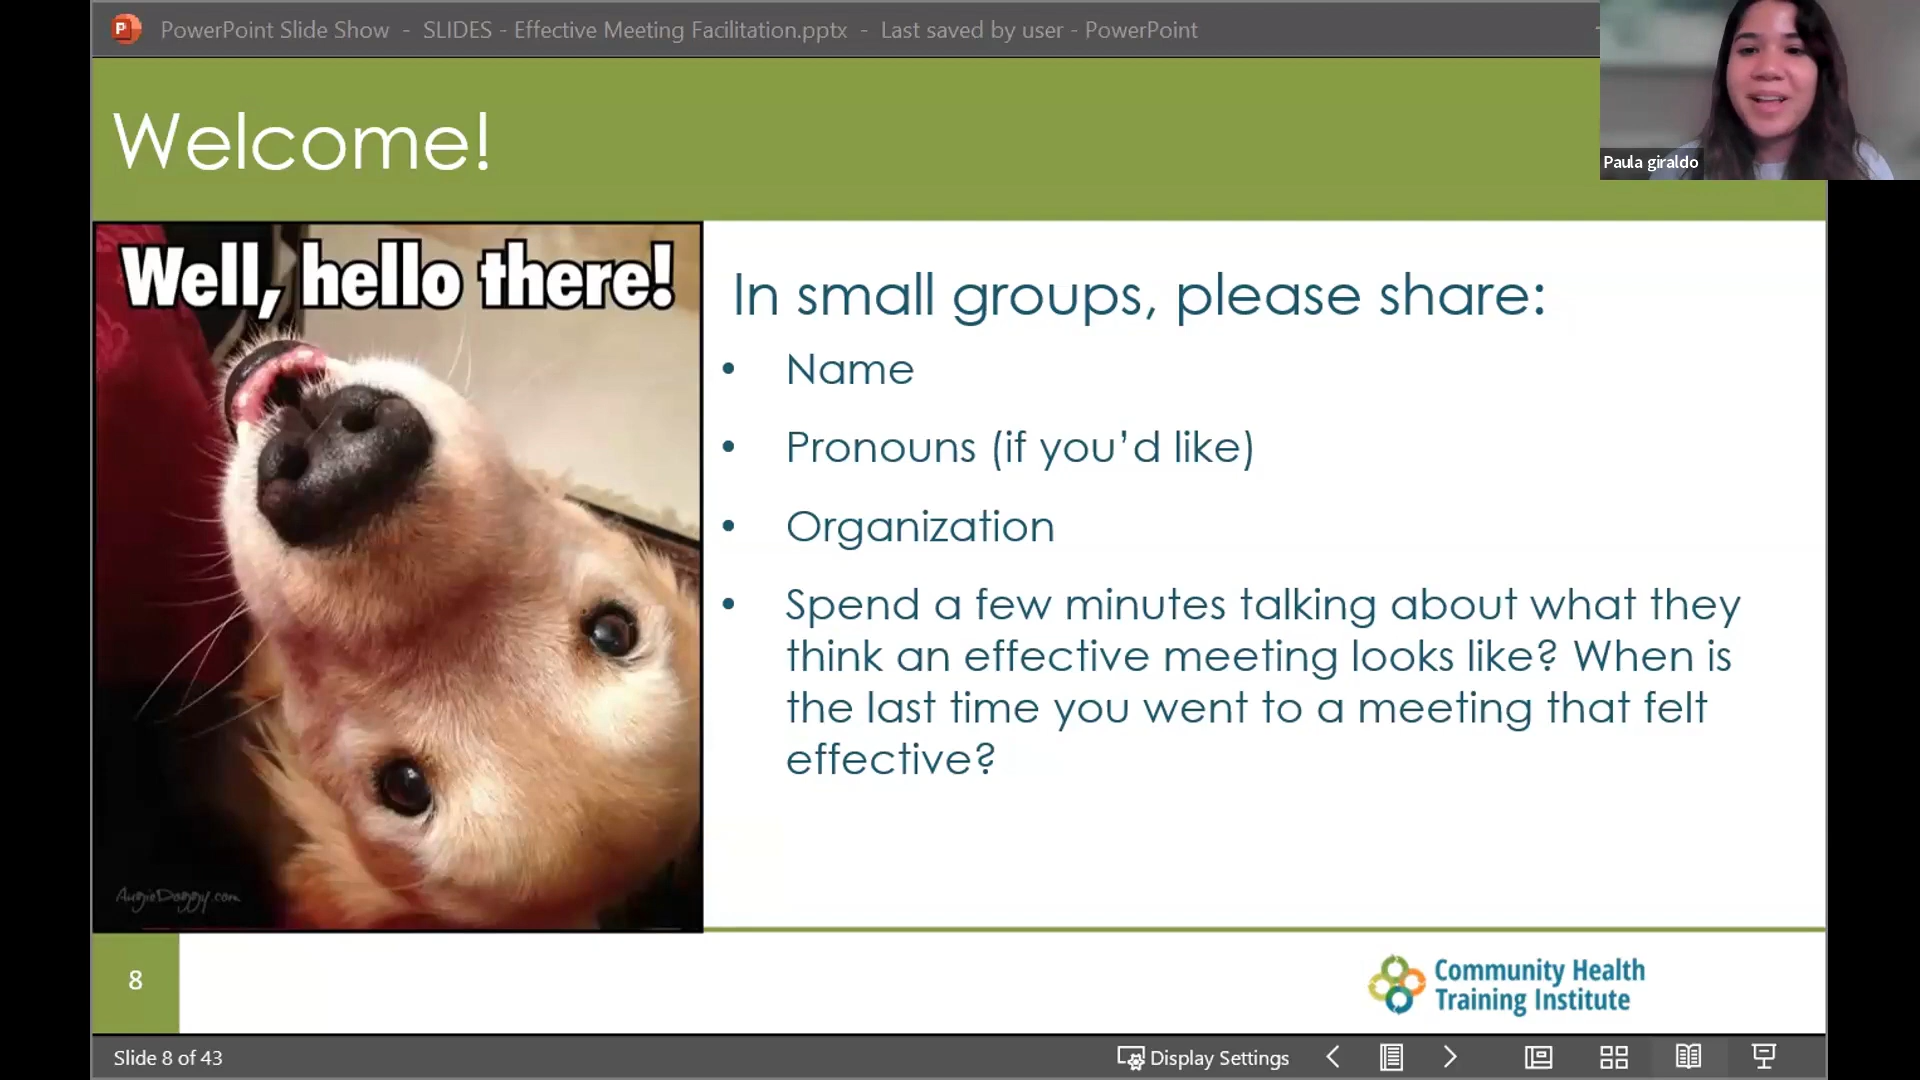 PowerPoint Slide Show - SLIDES - Effective Meeting Facilitation.pptx - Last saved by user - PowerPoint
Paula giraldo
Welcome!
Well, hello there!
AugieDoggy.com
In small groups, please share:
• Name
• Pronouns (if you’d like)
• Organization
• Spend a few minutes talking about what they
think an effective meeting looks like? When is
the last time you went to a meeting that felt
effective?
8
Community Health
Training Institute
Slide 8 of 43
Display Settings